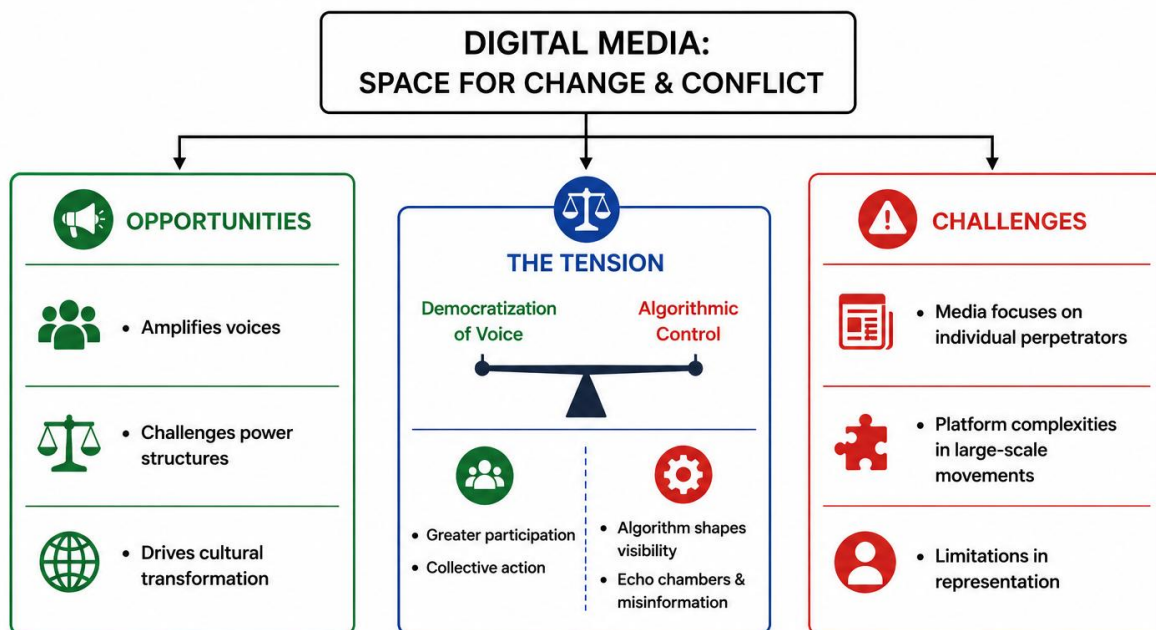 DIGITAL MEDIA:
SPACE FOR CHANGE & CONFLICT
OPPORTUNITIES
• Amplifies voices
• Challenges power
structures
• Drives cultural
transformation
THE TENSION
Democratization
of Voice
Algorithmic
Control
• Greater participation
• Collective action
• Algorithm shapes
visibility
• Echo chambers &
misinformation
CHALLENGES
• Media focuses on
individual perpetrators
• Platform complexities
in large-scale
movements
• Limitations in
representation